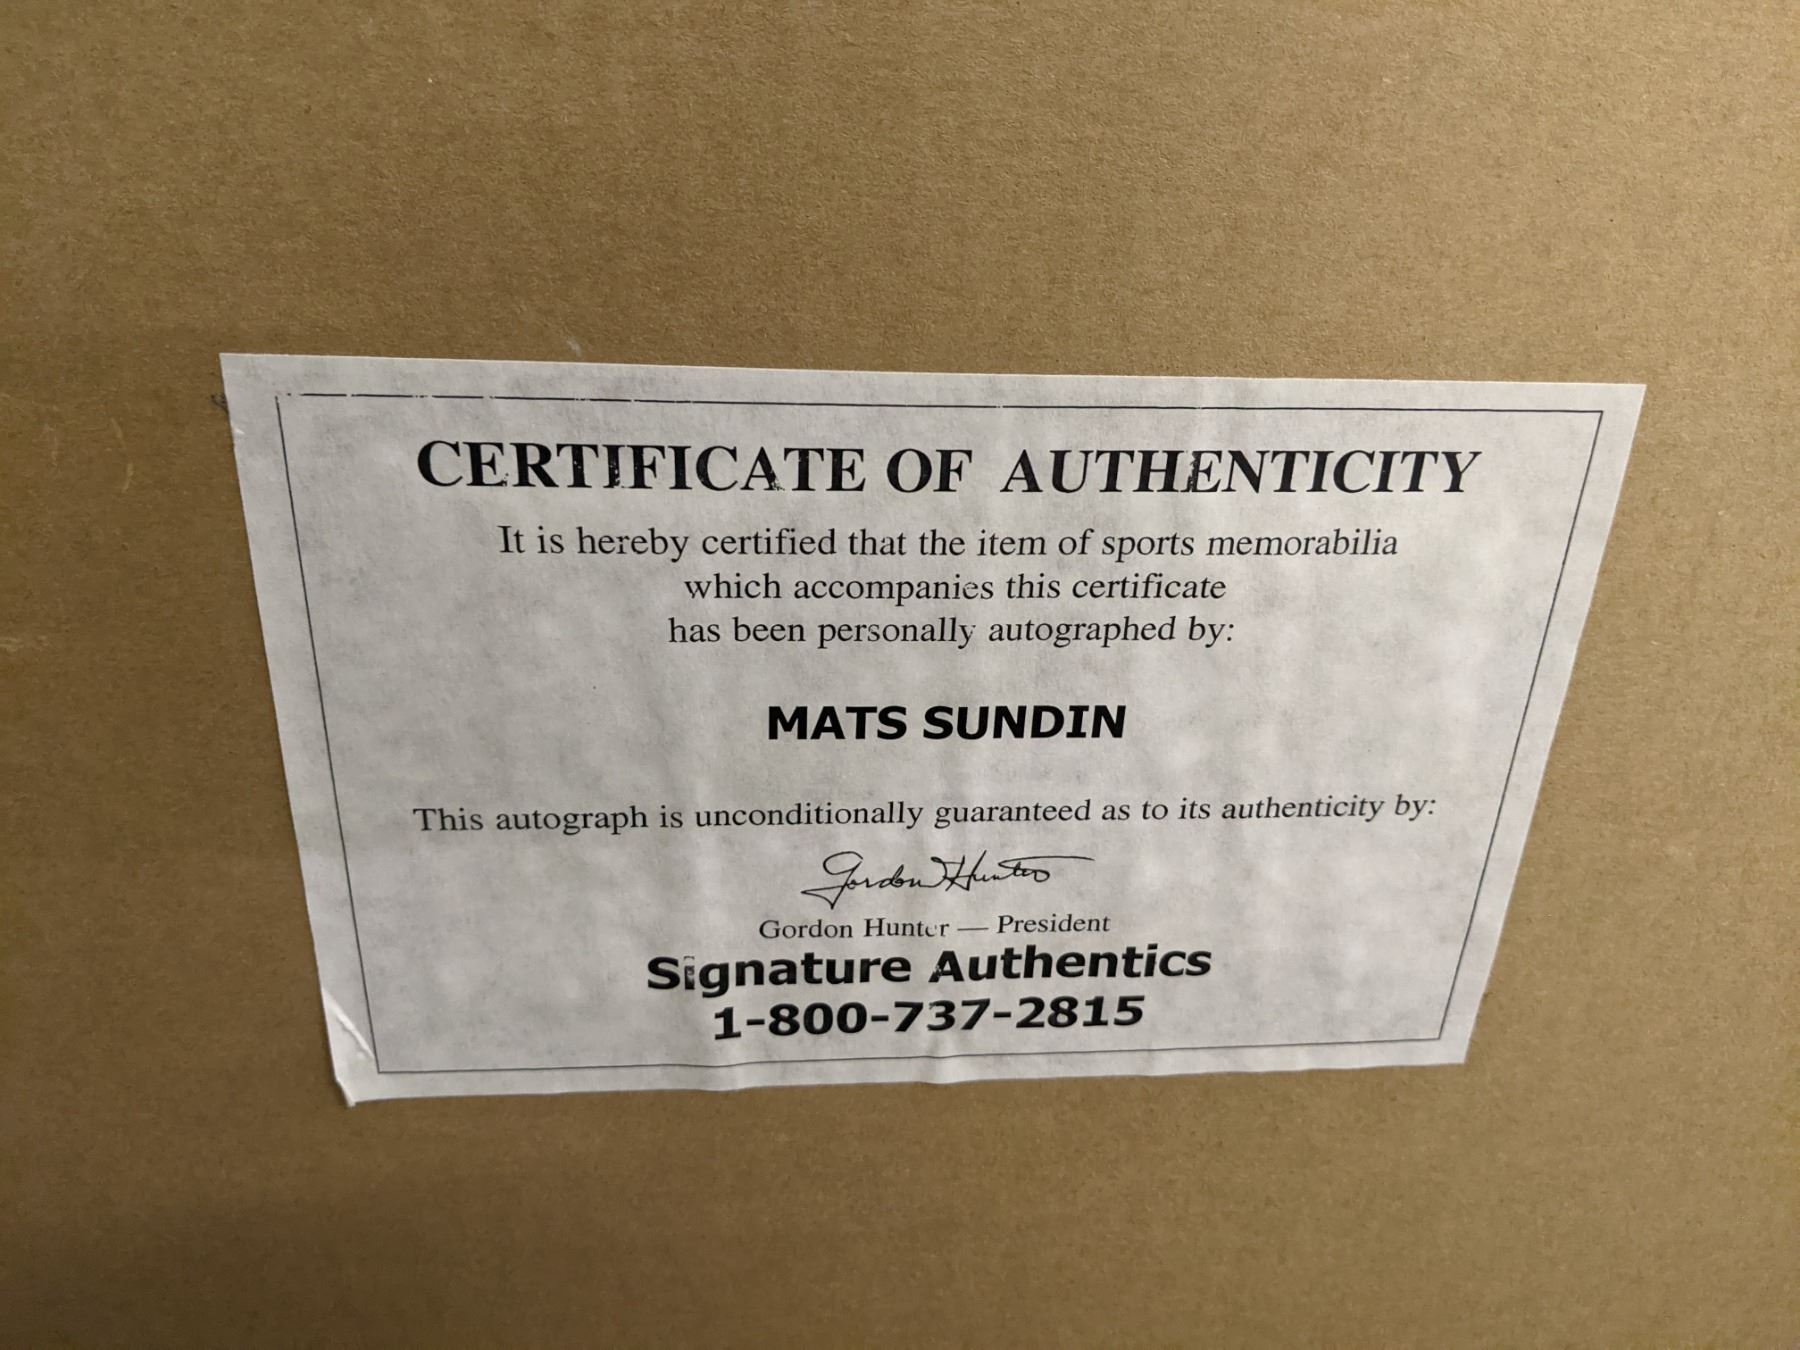 CERTIFICATE OF AUTHENTICITY
It is hereby certified that the item of sports memorabilia
which accompanies this certificate
has been personally autographed by:
MATS SUNDIN
This autograph is unconditionally guaranteed as to its authenticity by:
Gordon Hunter
Gordon Hunter — President
Signature Authentics
1-800-737-2815